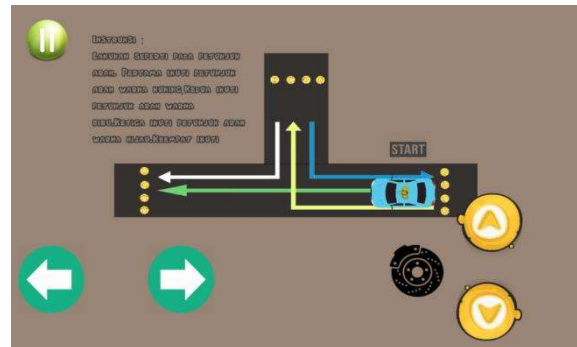 INSTRUKSI :
LAKUKAN SEPERTI PADA PETUNJUK
ARAH. PERTAMA IKUTI PETUNJUK
ARAH WARNA KUNING,KEDUA IKUTI
PETUNJUK ARAH WARNA
BIRU,KETIGA IKUTI PETUNJUK ARAH
WARNA HIJAU,KEEMPAT IKUTI
START